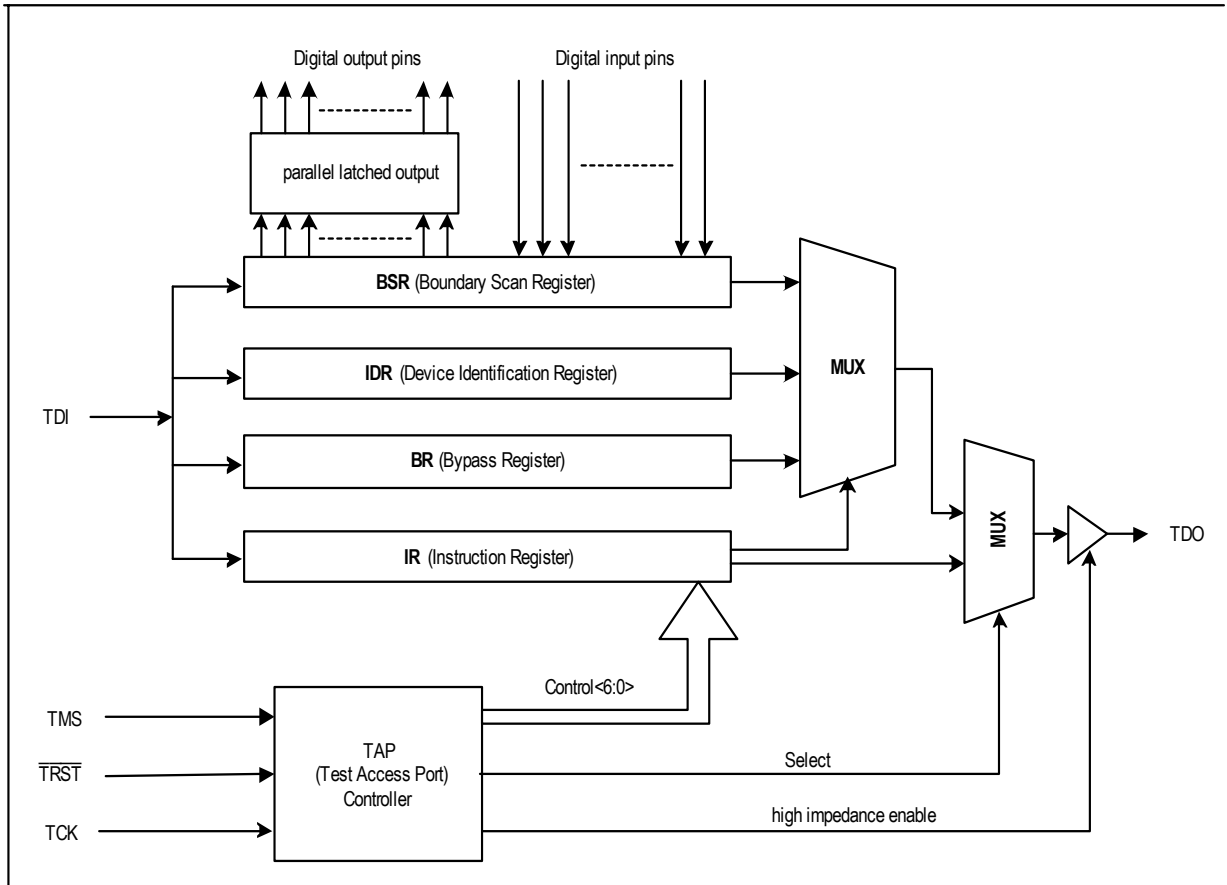 Digital output pins
Digital input pins
parallel latched output
BSR (Boundary Scan Register)
IDR (Device Identification Register)
MUX
TDI
BR (Bypass Register)
MUX
TDO
IR (Instruction Register)
Control<6:0>
TMS
TAP
(Test Access Port)
Controller
TRST
Select
TCK
high impedance enable